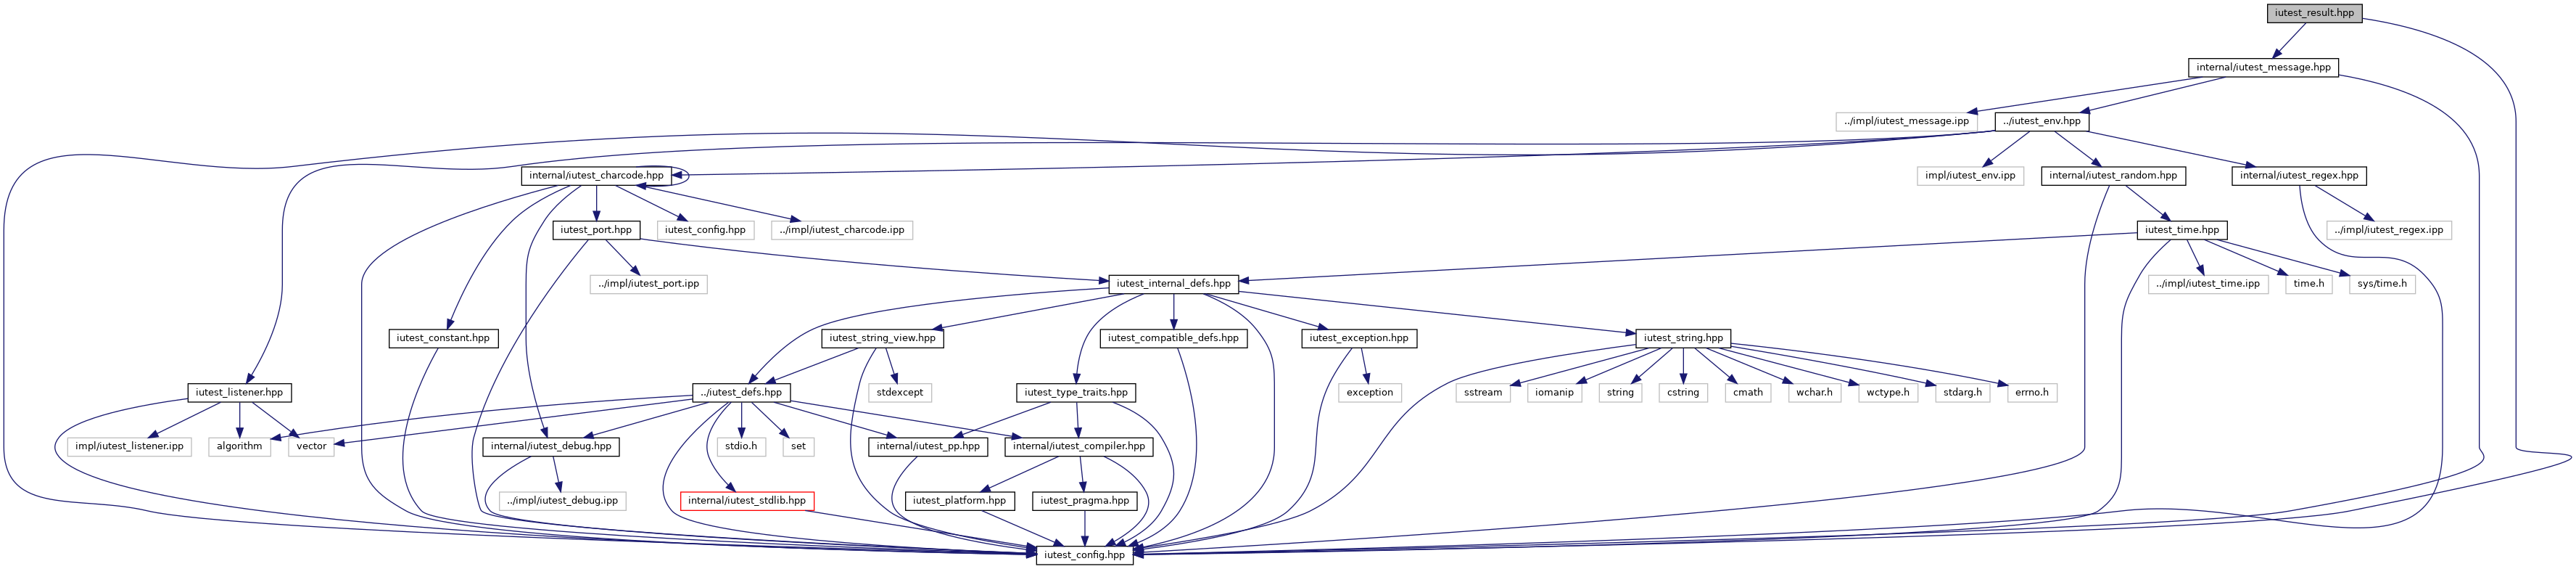 iutest_result.hpp
internal/iutest_message.hpp
../impl/iutest_message.ipp
../iutest_env.hpp
internal/iutest_charcode.hpp
impl/iutest_env.ipp
internal/iutest_random.hpp
internal/iutest_regex.hpp
iutest_port.hpp
iutest_config.hpp
../impl/iutest_charcode.ipp
iutest_time.hpp
../impl/iutest_regex.ipp
../impl/iutest_port.ipp
iutest_internal_defs.hpp
../impl/iutest_time.ipp
time.h
sys/time.h
iutest_constant.hpp
iutest_string_view.hpp
iutest_compatible_defs.hpp
iutest_exception.hpp
iutest_string.hpp
iutest_listener.hpp
../iutest_defs.hpp
stdexcept
iutest_type_traits.hpp
exception
sstream
iomanip
string
cstring
cmath
wchar.h
wctype.h
stdarg.h
errno.h
impl/iutest_listener.ipp
algorithm
vector
internal/iutest_debug.hpp
stdio.h
set
internal/iutest_pp.hpp
internal/iutest_compiler.hpp
../impl/iutest_debug.ipp
internal/iutest_stdlib.hpp
iutest_platform.hpp
iutest_pragma.hpp
iutest_config.hpp